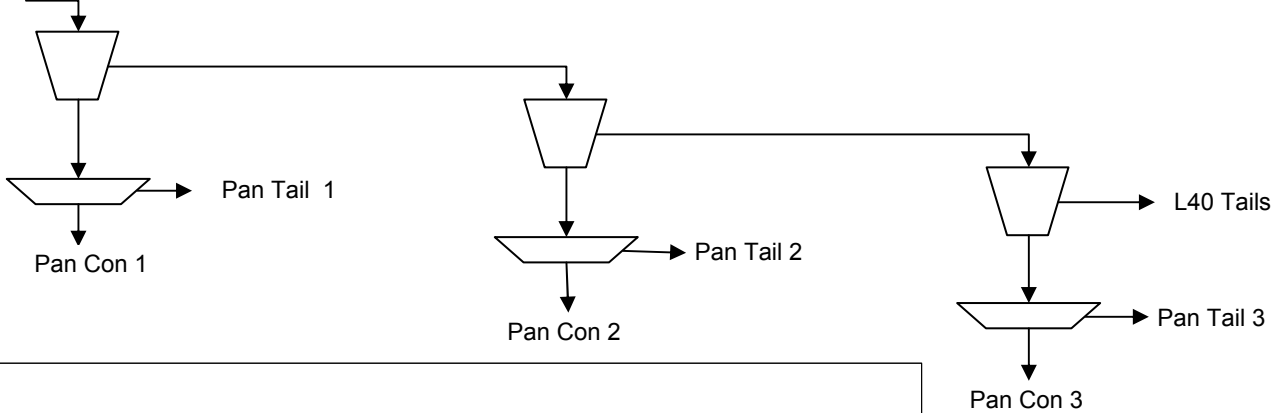 Pan Tail 1
Pan Con 1
Pan Tail 2
Pan Con 2
L40 Tails
Pan Tail 3
Pan Con 3